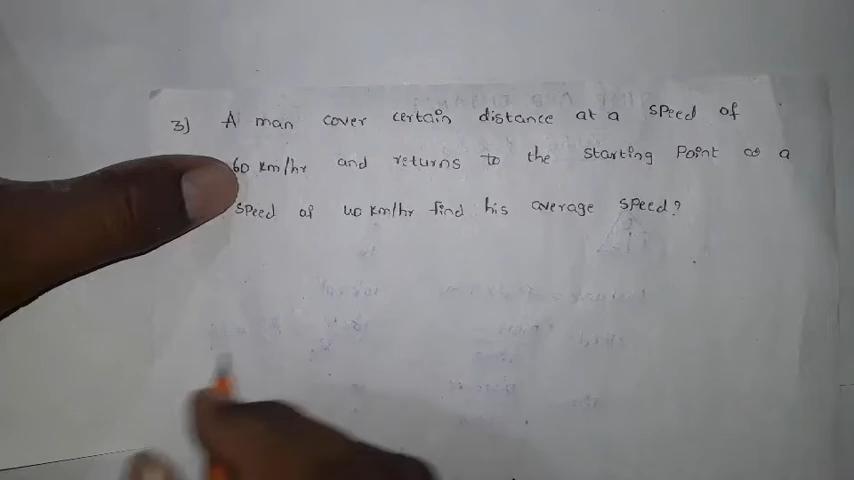 3) A man cover certain distance at a speed of
60 km/hr and returns to the starting Point at a
speed of 40 km/hr find his average speed?